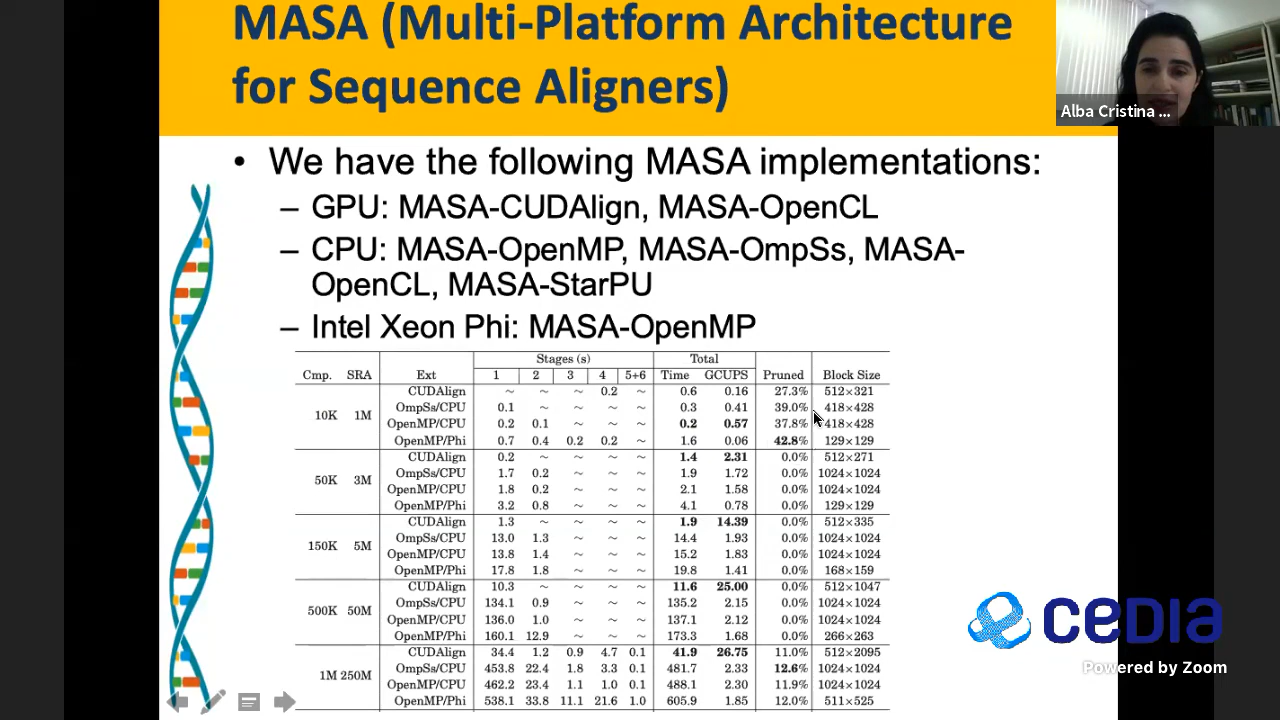 MASA (Multi-Platform Architecture
for Sequence Aligners)
Alba Cristina ...
• We have the following MASA implementations:
– GPU: MASA-CUDAlign, MASA-OpenCL
– CPU: MASA-OpenMP, MASA-OmpSs, MASA-
OpenCL, MASA-StarPU
– Intel Xeon Phi: MASA-OpenMP
Stages (s) Total
Cmp. SRA Ext 1 2 3 4 5+6 Time GCUPS Pruned Block Size
CUDAlign ~ ~ ~ 0.2 ~ 0.6 0.16 27.3% 512×321
OmpSs/CPU 0.1 ~ ~ ~ ~ 0.3 0.41 39.0% 418×428
10K 1M
OpenMP/CPU 0.2 0.1 ~ ~ ~ 0.2 0.57 37.8% 418×428
OpenMP/Phi 0.7 0.4 0.2 0.2 ~ 1.6 0.06 42.8% 129×129
CUDAlign 0.2 ~ ~ ~ ~ 1.4 2.31 0.0% 512×271
OmpSs/CPU 1.7 0.2 ~ ~ ~ 1.9 1.72 0.0% 1024×1024
50K 3M
OpenMP/CPU 1.8 0.2 ~ ~ ~ 2.1 1.58 0.0% 1024×1024
OpenMP/Phi 3.2 0.8 ~ ~ ~ 4.1 0.78 0.0% 129×129
CUDAlign 1.3 ~ ~ ~ ~ 1.9 14.39 0.0% 512×335
OmpSs/CPU 13.0 1.3 ~ ~ ~ 14.4 1.93 0.0% 1024×1024
150K 5M
OpenMP/CPU 13.8 1.4 ~ ~ ~ 15.2 1.83 0.0% 1024×1024
OpenMP/Phi 17.8 1.8 ~ ~ ~ 19.8 1.41 0.0% 168×159
CUDAlign 10.3 ~ ~ ~ ~ 11.6 25.00 0.0% 512×1047
OmpSs/CPU 134.1 0.9 ~ ~ ~ 135.2 2.15 0.0% 1024×1024
500K 50M
OpenMP/CPU 136.0 1.0 ~ ~ ~ 137.1 2.12 0.0% 1024×1024
OpenMP/Phi 160.1 12.9 ~ ~ ~ 173.3 1.68 0.0% 266×263
CUDAlign 34.4 1.2 0.9 4.7 0.1 41.9 26.75 11.0% 512×2095
OmpSs/CPU 453.8 22.4 1.8 3.3 0.1 481.7 2.33 12.6% 1024×1024
1M 250M
OpenMP/CPU 462.2 23.4 1.1 1.0 0.1 488.1 2.30 11.9% 1024×1024
OpenMP/Phi 538.1 33.8 11.1 21.6 1.0 605.9 1.85 12.0% 511×525
cedia
Powered by Zoom